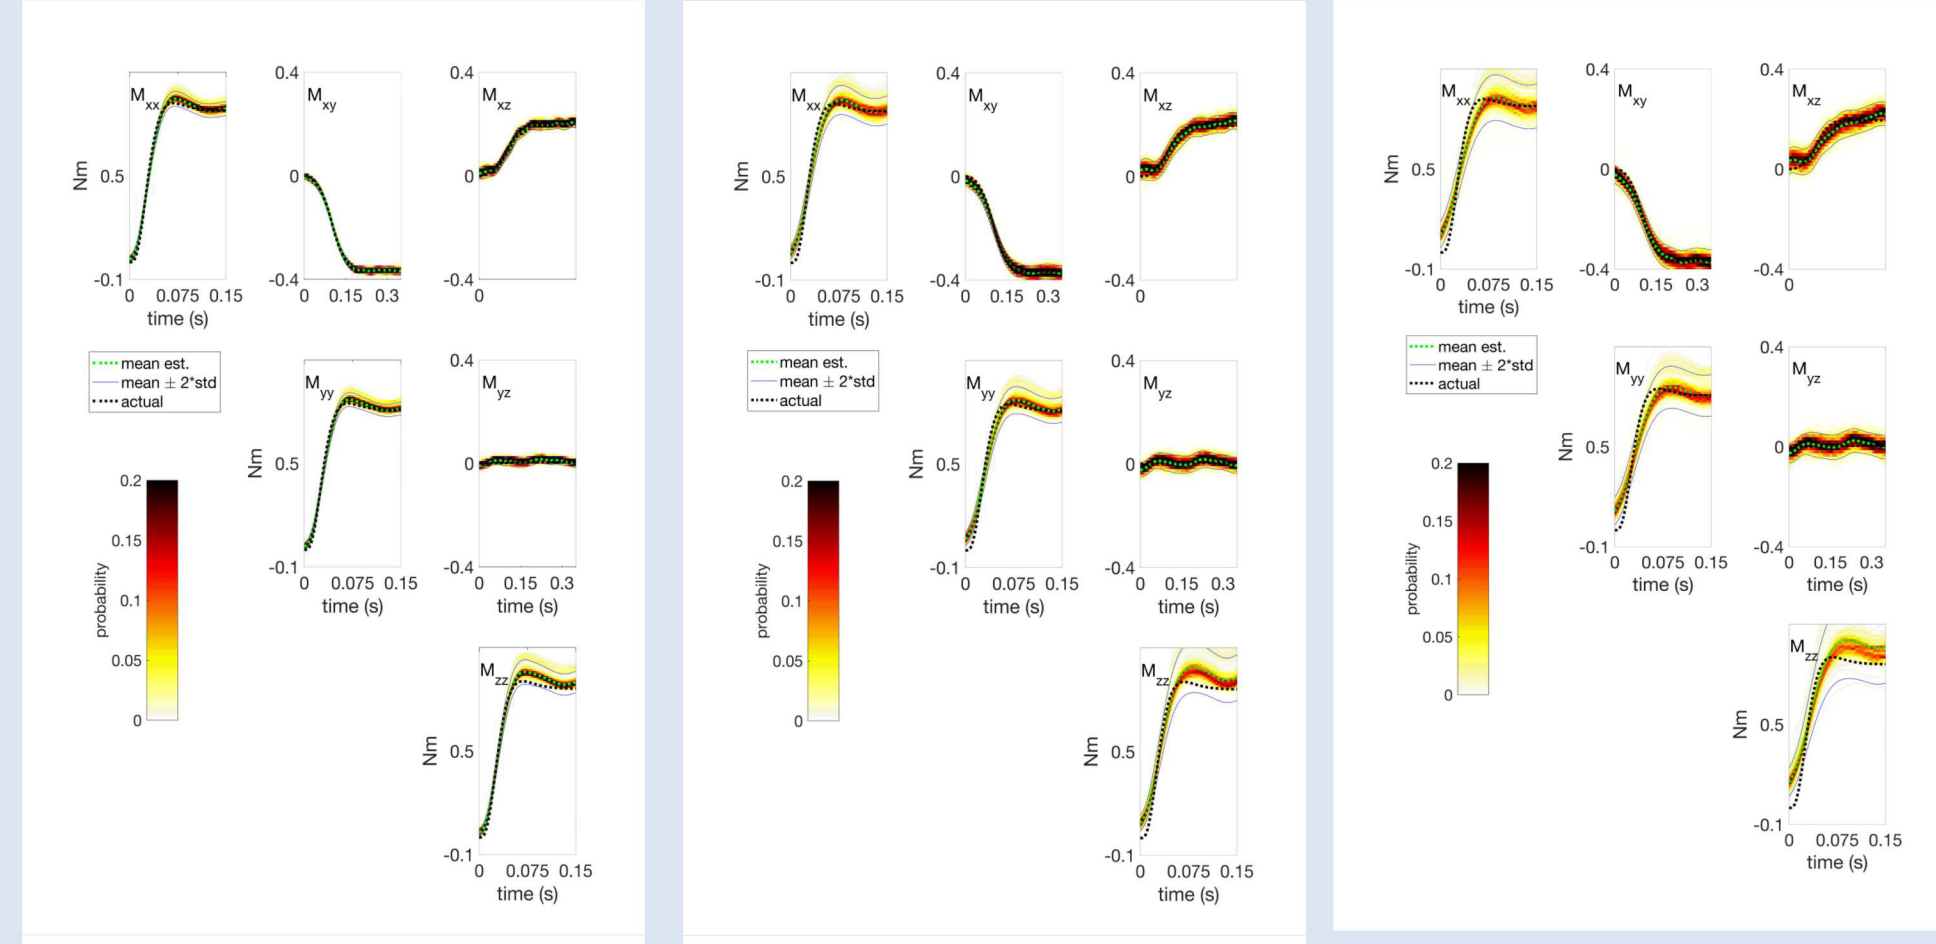 0.4
0.4
Mxx
Mxy
Mxz
Nm
0.5
0
0
-0.1
-0.4
-0.4
0 0.075 0.15
0 0.15 0.3
0
time (s)
mean est.
mean ± 2*std
actual
0.4
Myy
Myz
Nm
0.5
0
-0.1
-0.4
0 0.075 0.15
0 0.15 0.3
time (s)
time (s)
0.2
0.15
0.1
0.05
0
probability
Mzz
Nm
0.5
-0.1
0 0.075 0.15
time (s)
0.4
0.4
Mxx
Mxy
Mxz
Nm
0.5
0
0
-0.1
-0.4
-0.4
0 0.075 0.15
0 0.15 0.3
0
time (s)
mean est.
mean ± 2*std
actual
0.4
Myy
Myz
Nm
0.5
0
-0.1
-0.4
0 0.075 0.15
0 0.15 0.3
time (s)
time (s)
0.2
0.15
0.1
0.05
0
probability
Mzz
Nm
0.5
-0.1
0 0.075 0.15
time (s)
0.4
0.4
Mxx
Mxy
Mxz
Nm
0.5
0
0
-0.1
-0.4
-0.4
0 0.075 0.15
0 0.15 0.3
0
time (s)
mean est.
mean ± 2*std
actual
0.4
Myy
Myz
Nm
0.5
0
-0.1
-0.4
0 0.075 0.15
0 0.15 0.3
time (s)
time (s)
0.2
0.15
0.1
0.05
0
probability
Mzz
Nm
0.5
-0.1
0 0.075 0.15
time (s)